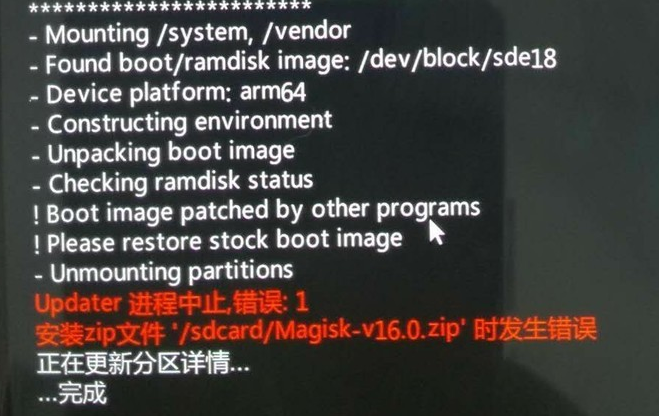 *************************
- Mounting /system, /vendor
- Found boot/ramdisk image: /dev/block/sde18
- Device platform: arm64
- Constructing environment
- Unpacking boot image
- Checking ramdisk status
! Boot image patched by other programs
! Please restore stock boot image
- Unmounting partitions
Updater 进程中止,错误: 1
安装zip文件 '/sdcard/Magisk-v16.0.zip' 时发生错误
正在更新分区详情...
...完成